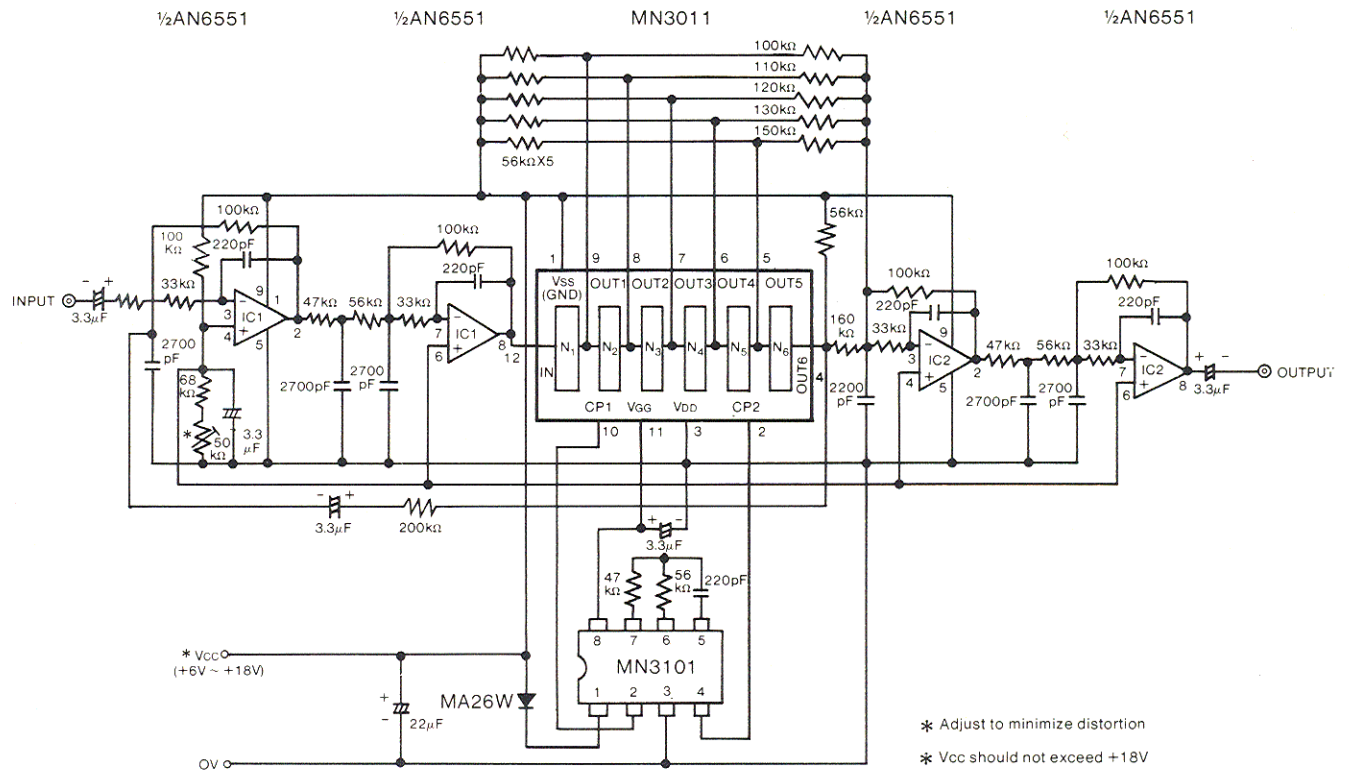 ½AN6551 ½AN6551 MN3011 ½AN6551 ½AN6551
100kΩ
110kΩ
120kΩ
130kΩ
150kΩ
56kΩX5
100kΩ
100
KΩ
220pF
33kΩ
INPUT
- +
3.3μF
9
1
-
3
IC1
+
4
5
2
2700
pF
68
kΩ
*
50
kΩ
3.3
μF
47kΩ
56kΩ
33kΩ
2700pF
2700
pF
100kΩ
220pF
-
7
IC1
+
6
8
12
1 9 8 7 6 5
VSS
(GND)
OUT1 OUT2 OUT3 OUT4 OUT5
N1 N2 N3 N4 N5 N6
IN
OUT6
4
CP1 VGG VDD CP2
10 11 3 2
56kΩ
160
kΩ
33kΩ
2200
pF
100kΩ
220pF
9
-
3
IC2
+
4
5
2
47kΩ
56kΩ
33kΩ
2700pF
2700
pF
100kΩ
220pF
-
7
IC2
+
6
8
+ -
3.3μF
OUTPUT
- +
3.3μF
200kΩ
+ -
3.3μF
47
kΩ
56
kΩ
220pF
8 7 6 5
MN3101
1 2 3 4
* VCC
(+6V ~ +18V)
+
-
22μF
MA26W
0V
* Adjust to minimize distortion
* Vcc should not exceed +18V